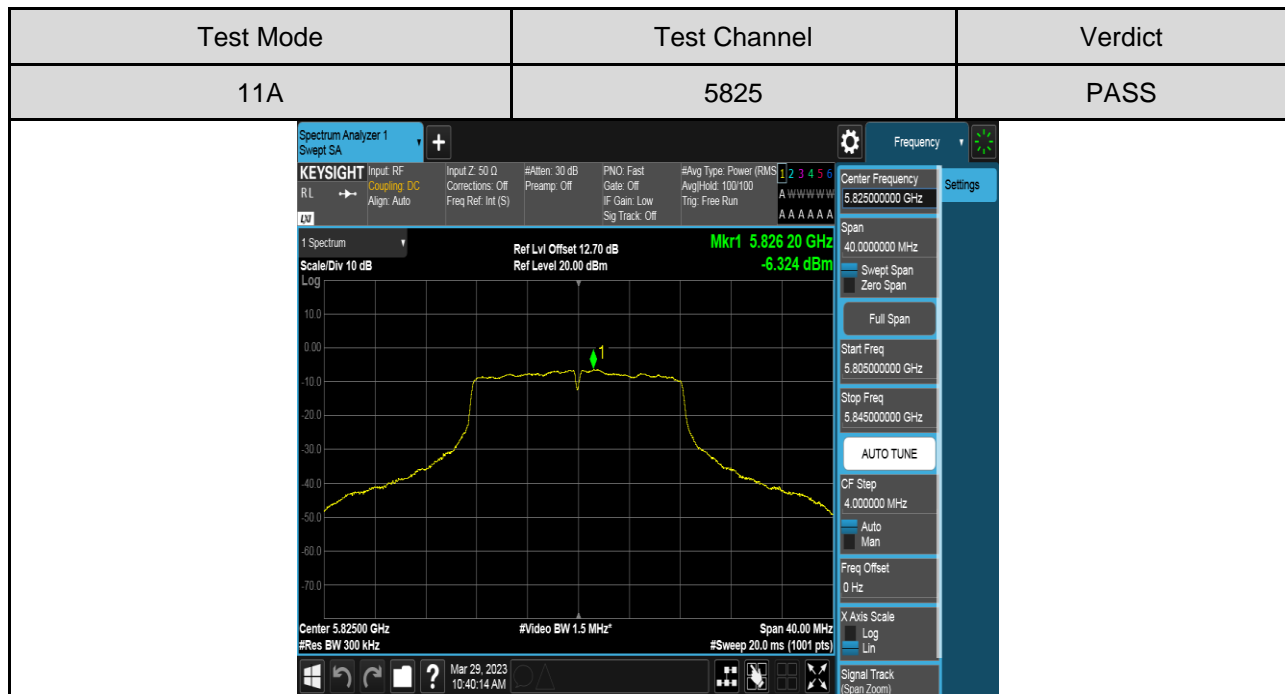 Test Mode Test Channel Verdict
11A 5825 PASS
Spectrum Analyzer 1
Swept SA
+
Frequency
KEYSIGHT
RL
LXI
Input: RF
Coupling: DC
Align: Auto
Input Z: 50 Ω
Corrections: Off
Freq Ref: Int (S)
#Atten: 30 dB
Preamp: Off
PNO: Fast
Gate: Off
IF Gain: Low
Sig Track: Off
#Avg Type: Power (RMS
Avg|Hold: 100/100
Trig: Free Run
1 2 3 4 5 6
A W W W W W
A A A A A A
1 Spectrum
Scale/Div 10 dB
Ref Lvl Offset 12.70 dB
Ref Level 20.00 dBm
Mkr1 5.826 20 GHz
-6.324 dBm
Log
10.0
0.00
-10.0
-20.0
-30.0
-40.0
-50.0
-60.0
-70.0
1
Center 5.82500 GHz
#Res BW 300 kHz
#Video BW 1.5 MHz*
Span 40.00 MHz
#Sweep 20.0 ms (1001 pts)
?
Mar 29, 2023
10:40:14 AM
Settings
Center Frequency
5.825000000 GHz
Span
40.0000000 MHz
Swept Span
Zero Span
Full Span
Start Freq
5.805000000 GHz
Stop Freq
5.845000000 GHz
AUTO TUNE
CF Step
4.000000 MHz
Auto
Man
Freq Offset
0 Hz
X Axis Scale
Log
Lin
Signal Track
(Span Zoom)